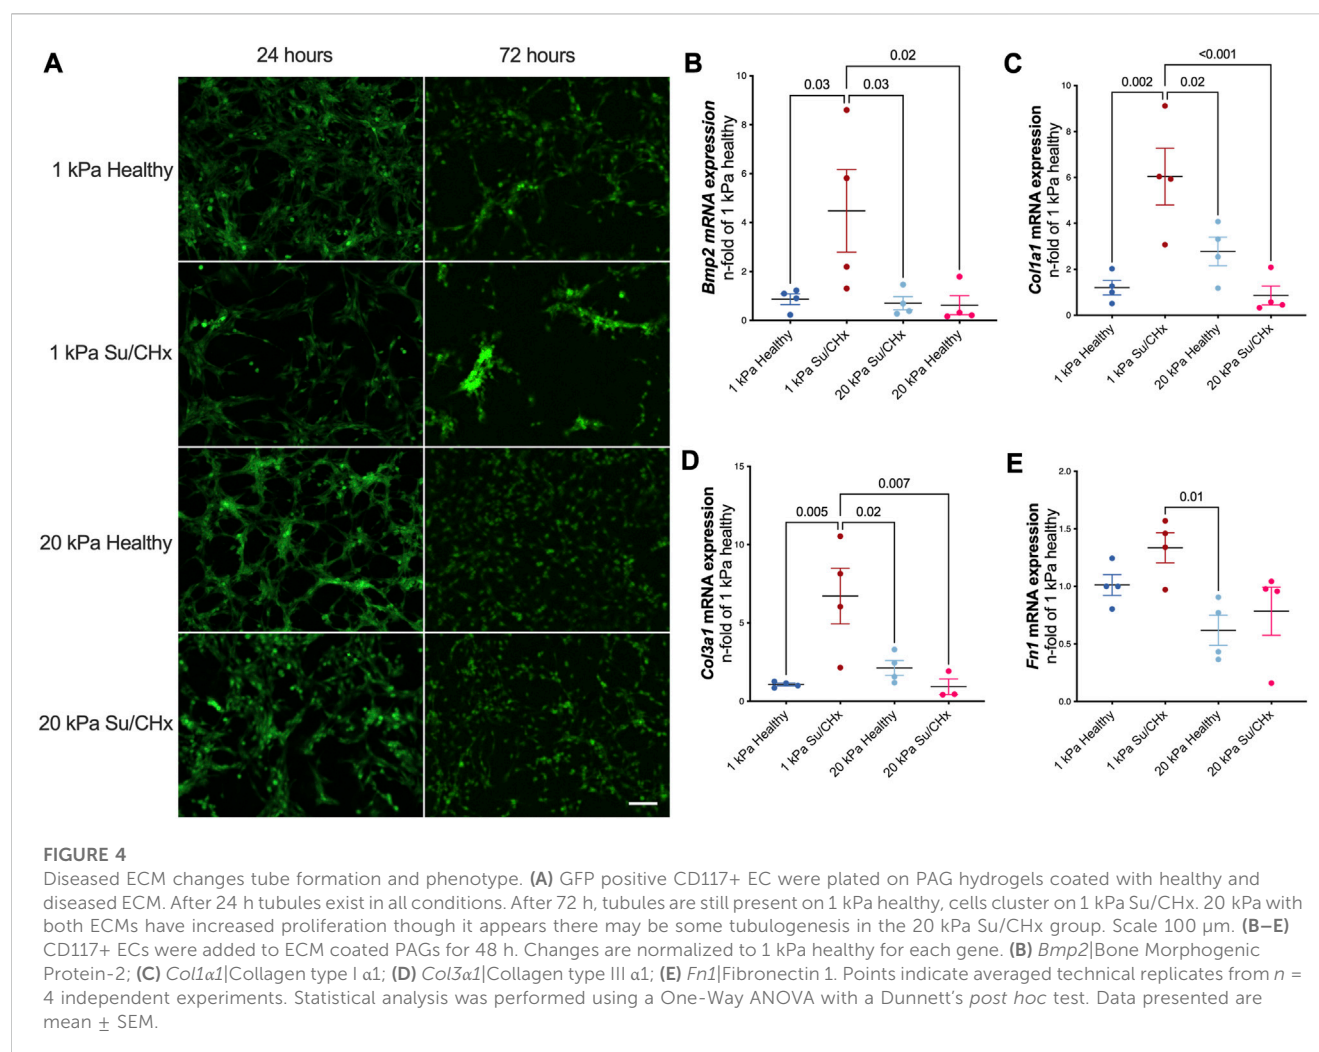 A
24 hours
72 hours
1 kPa Healthy
1 kPa Su/CHx
20 kPa Healthy
20 kPa Su/CHx
B
Bmp2 mRNA expression
n-fold of 1 kPa healthy
10
8
6
4
2
0
0.02
0.03
0.03
1 kPa Healthy
1 kPa Su/CHx
20 kPa Su/CHx
20 kPa Healthy
C
Col1a1 mRNA expression
n-fold of 1 kPa healthy
10
8
6
4
2
0
<0.001
0.002
0.02
1 kPa Healthy
1 kPa Su/CHx
20 kPa Healthy
20 kPa Su/CHx
D
Col3a1 mRNA expression
n-fold of 1 kPa healthy
15
10
5
0
0.007
0.005
0.02
1 kPa Healthy
1 kPa Su/CHx
20 kPa Healthy
20 kPa Su/CHx
E
Fn1 mRNA expression
n-fold of 1 kPa healthy
2.0
1.5
1.0
0.5
0.0
0.01
1 kPa Healthy
1 kPa Su/CHx
20 kPa Healthy
20 kPa Su/CHx
FIGURE 4
Diseased ECM changes tube formation and phenotype. (A) GFP positive CD117+ EC were plated on PAG hydrogels coated with healthy and
diseased ECM. After 24 h tubules exist in all conditions. After 72 h, tubules are still present on 1 kPa healthy, cells cluster on 1 kPa Su/CHx. 20 kPa with
both ECMs have increased proliferation though it appears there may be some tubulogenesis in the 20 kPa Su/CHx group. Scale 100 μm. (B–E)
CD117+ ECs were added to ECM coated PAGs for 48 h. Changes are normalized to 1 kPa healthy for each gene. (B) Bmp2|Bone Morphogenic
Protein-2; (C) Col1α1|Collagen type I α1; (D) Col3α1|Collagen type III α1; (E) Fn1|Fibronectin 1. Points indicate averaged technical replicates from n =
4 independent experiments. Statistical analysis was performed using a One-Way ANOVA with a Dunnett's post hoc test. Data presented are
mean ± SEM.